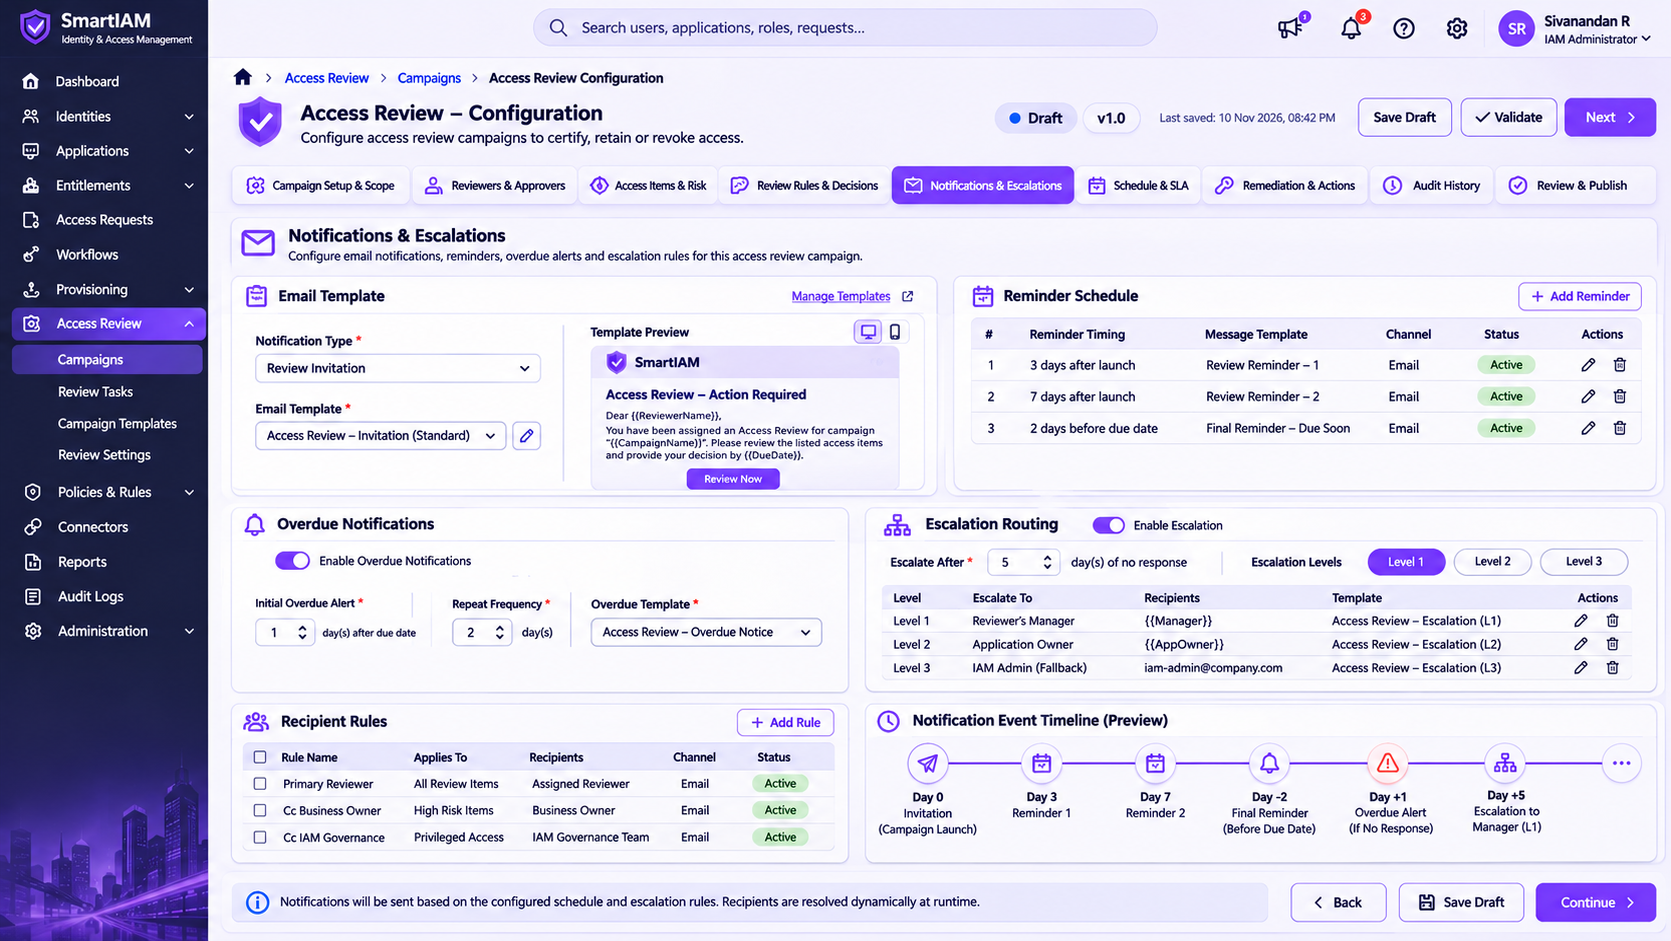 SmartIAM
Identity & Access Management
Search users, applications, roles, requests...
1
3
SR
Sivanandan R
IAM Administrator
Dashboard
Identities
Applications
Entitlements
Access Requests
Workflows
Provisioning
Access Review
Campaigns
Review Tasks
Campaign Templates
Review Settings
Policies & Rules
Connectors
Reports
Audit Logs
Administration
> Access Review > Campaigns > Access Review Configuration
Access Review – Configuration
Configure access review campaigns to certify, retain or revoke access.
Draft
v1.0
Last saved: 10 Nov 2026, 08:42 PM
Save Draft
Validate
Next
Campaign Setup & Scope
Reviewers & Approvers
Access Items & Risk
Review Rules & Decisions
Notifications & Escalations
Schedule & SLA
Remediation & Actions
Audit History
Review & Publish
Notifications & Escalations
Configure email notifications, reminders, overdue alerts and escalation rules for this access review campaign.
Email Template
Manage Templates
Notification Type *
Review Invitation
Email Template *
Access Review – Invitation (Standard)
Template Preview
SmartIAM
Access Review – Action Required
Dear {{ReviewerName}},
You have been assigned an Access Review for campaign
"{{CampaignName}}". Please review the listed access items
and provide your decision by {{DueDate}}.
Review Now
Reminder Schedule
+ Add Reminder
# Reminder Timing Message Template Channel Status Actions
1 3 days after launch Review Reminder – 1 Email Active
2 7 days after launch Review Reminder – 2 Email Active
3 2 days before due date Final Reminder – Due Soon Email Active
Overdue Notifications
Enable Overdue Notifications
Initial Overdue Alert *
1 day(s) after due date
Repeat Frequency *
2 day(s)
Overdue Template *
Access Review – Overdue Notice
Escalation Routing
Enable Escalation
Escalate After * 5 day(s) of no response
Escalation Levels Level 1 Level 2 Level 3
Level Escalate To Recipients Template Actions
Level 1 Reviewer's Manager {{Manager}} Access Review – Escalation (L1)
Level 2 Application Owner {{AppOwner}} Access Review – Escalation (L2)
Level 3 IAM Admin (Fallback) iam-admin@company.com Access Review – Escalation (L3)
Recipient Rules
+ Add Rule
Rule Name Applies To Recipients Channel Status
Primary Reviewer All Review Items Assigned Reviewer Email Active
Cc Business Owner High Risk Items Business Owner Email Active
Cc IAM Governance Privileged Access IAM Governance Team Email Active
Notification Event Timeline (Preview)
Day 0
Invitation
(Campaign Launch)
Day 3
Reminder 1
Day 7
Reminder 2
Day -2
Final Reminder
(Before Due Date)
Day +1
Overdue Alert
(If No Response)
Day +5
Escalation to
Manager (L1)
Notifications will be sent based on the configured schedule and escalation rules. Recipients are resolved dynamically at runtime.
Back
Save Draft
Continue